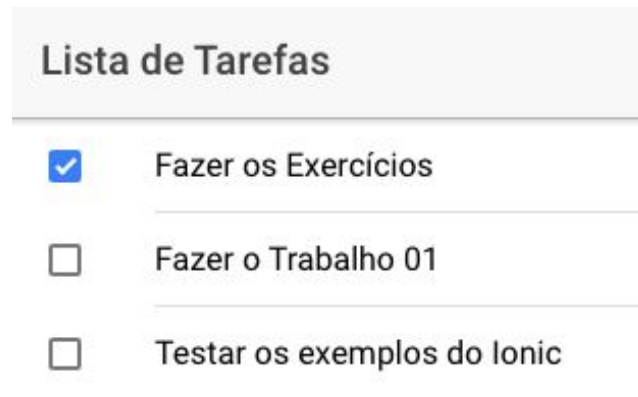 Lista de Tarefas
Fazer os Exercícios
Fazer o Trabalho 01
Testar os exemplos do Ionic